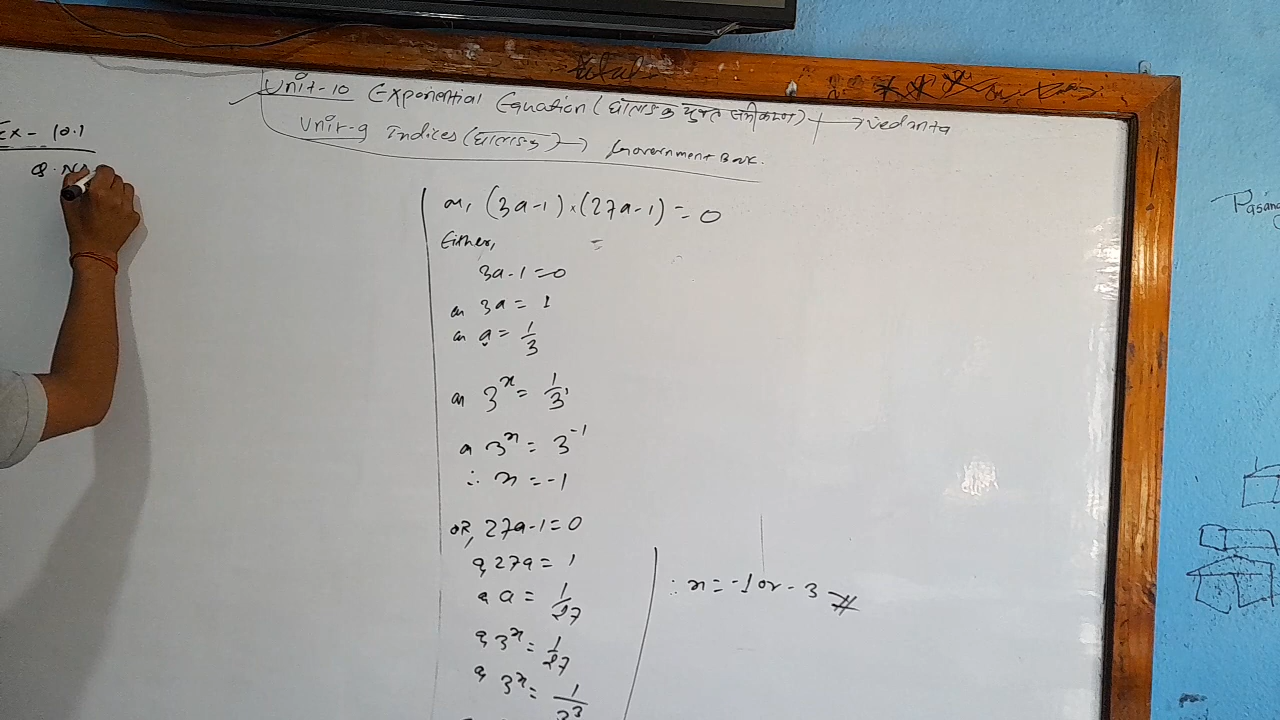 Unit-10 Exponential Equation (घाताङ्क युक्त समीकरण) → vedanta
Unit-9 Indices (घाताङ्क) → Government Book.
Ex- 10.1
Q.N
or, (3a-1)×(27a-1)=0
Either, =
3a-1=0
or 3a = 1
or a = 1/3
or 3^x = 1/3
or 3^x = 3^-1
∴ x = -1
OR, 27a-1=0
or 27a = 1
or a = 1/27
or 3^x = 1/27
or 3^x = 1/3^3
∴ x = -1 or -3 #
Pasang